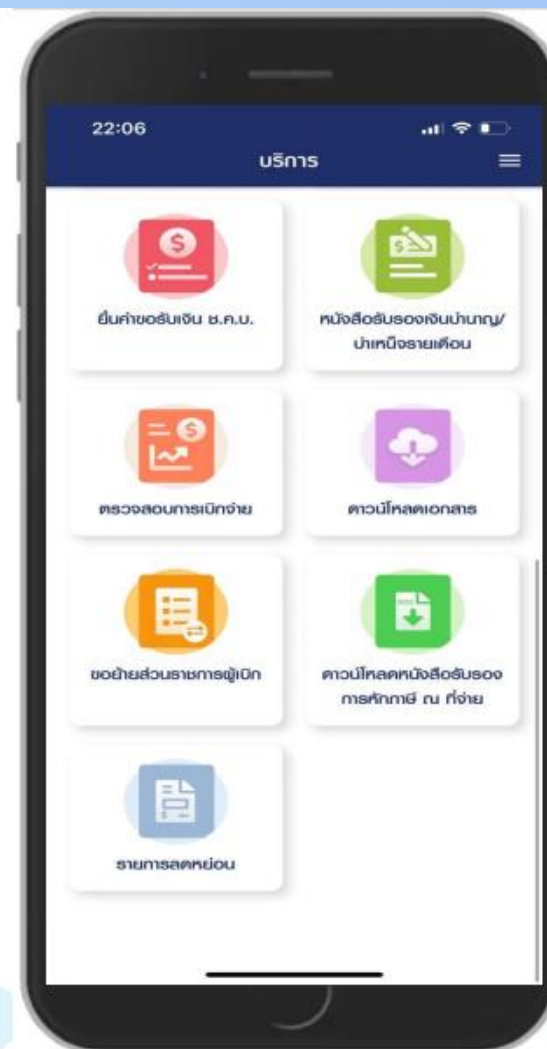 22:06
บริการ
ยื่นคำขอรับเงิน ช.ค.บ.
หนังสือรับรองเงินบำนาญ/
บำเหน็จรายเดือน
ตรวจสอบการเบิกจ่าย
ดาวน์โหลดเอกสาร
ขอย้ายส่วนราชการผู้เบิก
ดาวน์โหลดหนังสือรับรอง
การหักภาษี ณ ที่จ่าย
รายการลดหย่อน